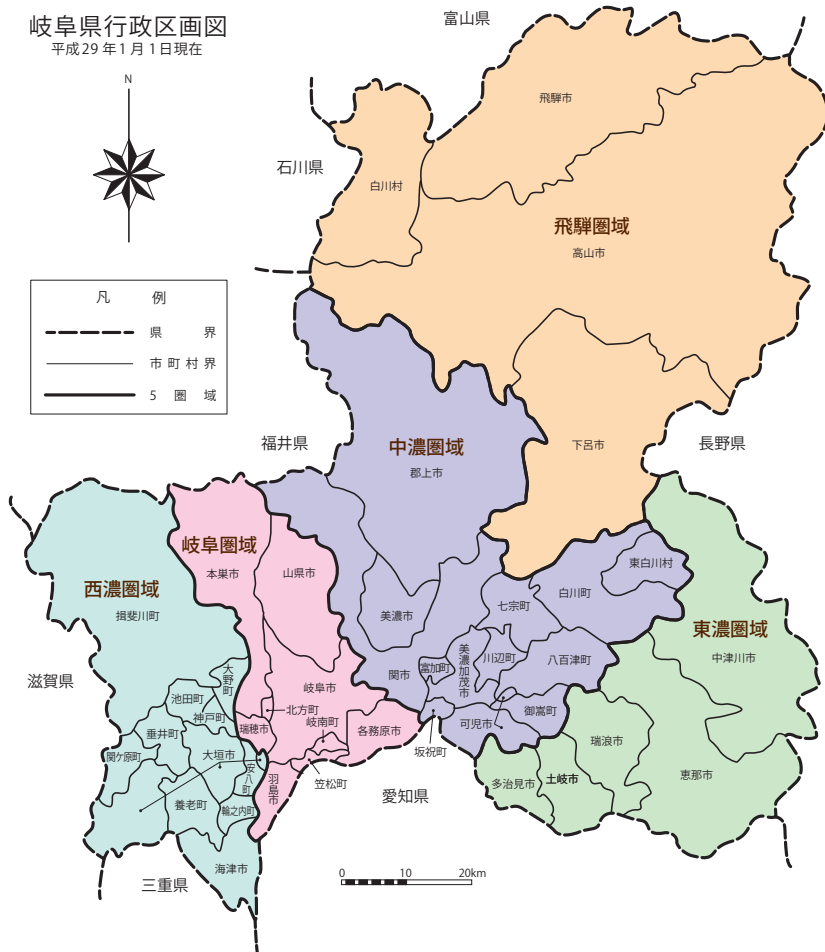 岐阜県行政区画図
平成29年1月1日現在
N
富山県
石川県
飛騨市
白川村
飛騨圏域
高山市
凡 例
県 界
市町村界
5 圏 域
福井県
中濃圏域
郡上市
下呂市
長野県
岐阜圏域
本巣市
山県市
西濃圏域
揖斐川町
美濃市
七宗町
白川町
東白川村
東濃圏域
中津川市
滋賀県
大野町
池田町
神戸町
垂井町
関ケ原町
大垣市
安八町
養老町
輪之内町
海津市
三重県
岐阜市
北方町
瑞穂市
岐南町
各務原市
羽島市
笠松町
関市
富加町
美濃加茂市
川辺町
八百津町
御嵩町
可児市
坂祝町
愛知県
多治見市
土岐市
瑞浪市
恵那市
0 10 20km